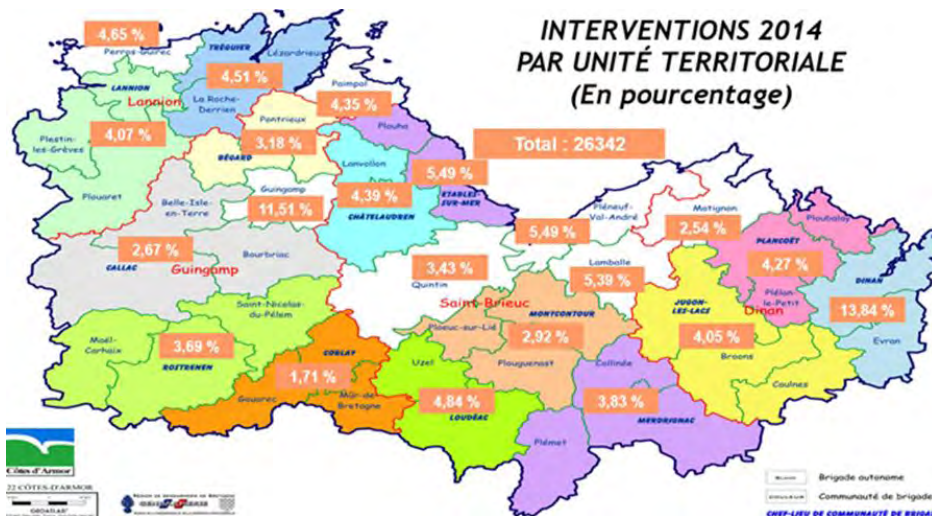 INTERVENTIONS 2014
PAR UNITÉ TERRITORIALE
(En pourcentage)
Total : 26342
4,65 %
Perros-Guirec
TRÉGUIER
Lézardrieux
4,51 %
LANNION
Lannion
La Roche-
Derrien
Paimpol
4,35 %
Plestin-
les-Grèves
4,07 %
Pontrieux
3,18 %
Plouha
BÉGARD
Lanvollon
Plouaret
Guingamp
5,49 %
4,39 %
ETABLES
SUR-MER
Belle-Isle-
en-Terre
11,51 %
CHÂTELAUDREN
Pléneuf-
Val-André
Matignon
Ploubalay
5,49 %
2,54 %
PLANCOËT
2,67 %
CALLAC
Guingamp
Bourbriac
3,43 %
Quintin
Lamballe
5,39 %
4,27 %
DINAN
Saint-Nicolas-
du-Pélem
Saint-Brieuc
MONTCONTOUR
JUGON-
LES-LACS
Plélan-
le-Petit
Dinan
13,84 %
Maël-
Carhaix
3,69 %
ROSTRENEN
Ploeuc-sur-Lié
2,92 %
4,05 %
Evran
CORLAY
Uzel
Plouguenast
Collinée
Broons
1,71 %
Gouarec
Mûr-de-
Bretagne
4,84 %
LOUDÉAC
3,83 %
MERDRIGNAC
Caulnes
Plémet
Côtes d'Armor
22 CÔTES-D'ARMOR
GEOATLAS
Brigade autonome
Communauté de brigade
CHEF-LIEU DE COMMUNAUTÉ DE BRIGAD